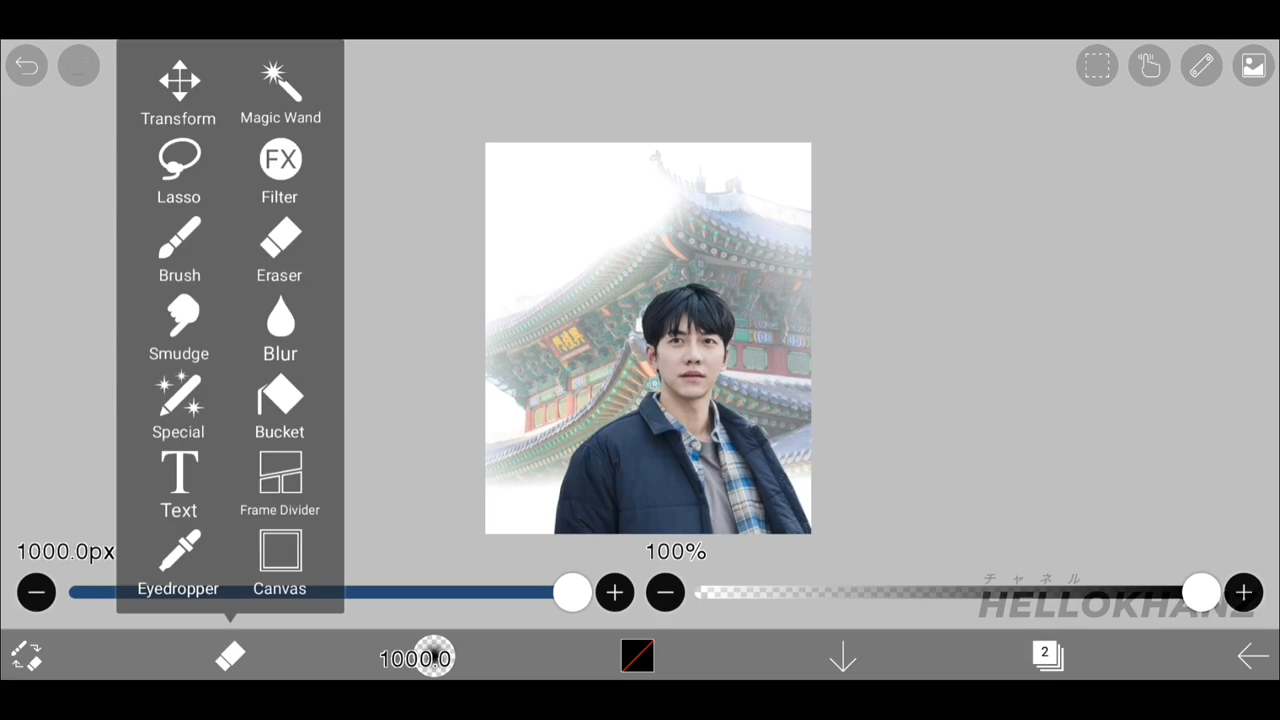 Transform
Magic Wand
Lasso
FX
Filter
Brush
Eraser
Smudge
Blur
Special
Bucket
T
Text
Frame Divider
Eyedropper
Canvas
1000.0px
100%
チャネル
1000.0
2